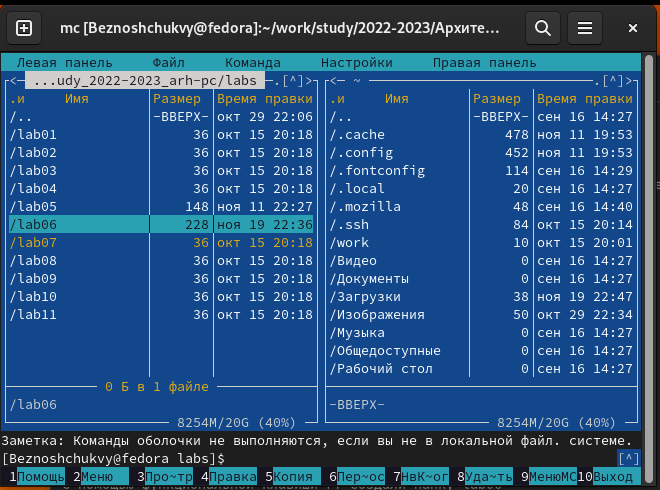 mc [Beznoshchukvy@fedora]:~/work/study/2022-2023/Архите...
Левая панель Файл Команда Настройки Правая панель
<─ ...udy_2022-2023_arh-pc/labs ─.[^]> <─ ~ ─.[^]>
.и Имя Размер Время правки .и Имя Размер Время правки
/.. -ВВЕРХ- окт 29 22:06 /.. -ВВЕРХ- сен 16 14:27
/lab01 36 окт 15 20:18 /.cache 478 ноя 11 19:53
/lab02 36 окт 15 20:18 /.config 452 ноя 11 19:53
/lab03 36 окт 15 20:18 /.fontconfig 114 сен 16 14:29
/lab04 36 окт 15 20:18 /.local 20 сен 16 14:27
/lab05 148 ноя 11 22:27 /.mozilla 48 сен 16 14:40
/lab06 228 ноя 19 22:36 /.ssh 84 окт 15 20:14
/lab07 36 окт 15 20:18 /work 10 окт 15 20:01
/lab08 36 окт 15 20:18 /Видео 0 сен 16 14:27
/lab09 36 окт 15 20:18 /Документы 0 сен 16 14:27
/lab10 36 окт 15 20:18 /Загрузки 38 ноя 19 22:47
/lab11 36 окт 15 20:18 /Изображения 50 окт 29 22:34
/Музыка 0 сен 16 14:27
/Общедоступные 0 сен 16 14:27
/Рабочий стол 0 сен 16 14:27
0 Б в 1 файле
/lab06 -ВВЕРХ-
8254M/20G (40%) 8254M/20G (40%)
Заметка: Команды оболочки не выполняются, если вы не в локальной файл. системе.
[Beznoshchukvy@fedora labs]$ [^]
1Помощь 2Меню 3Про~тр 4Правка 5Копия 6Пер~ос 7НвК~ог 8Уда~ть 9МенюМС 10Выход